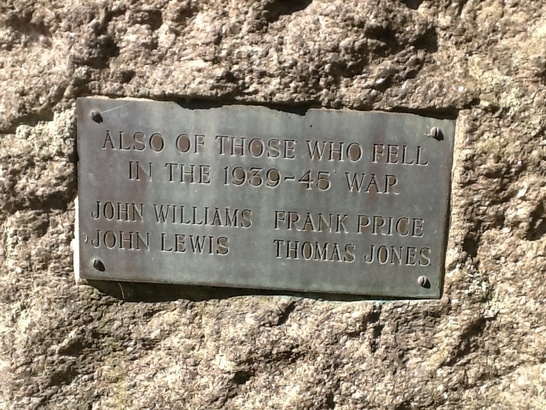 ALSO OF THOSE WHO FELL
IN THE 1939-45 WAR
JOHN WILLIAMS FRANK PRICE
JOHN LEWIS THOMAS JONES